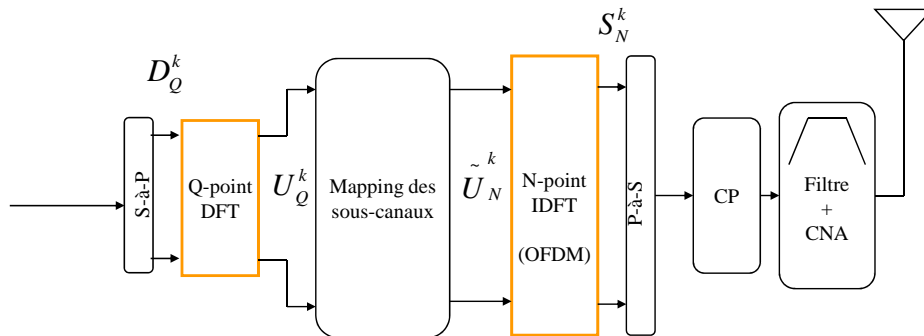 S_N^k
D_Q^k
S-à-P
Q-point
DFT
U_Q^k
Mapping des
sous-canaux
Ũ_N^k
N-point
IDFT
(OFDM)
P-à-S
CP
Filtre
+
CNA